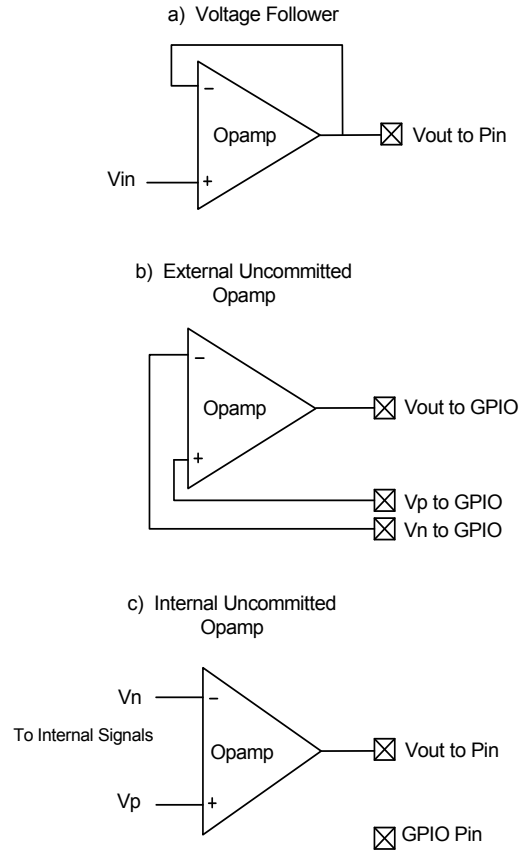 a) Voltage Follower
−
Opamp
Vout to Pin
Vin
+
b) External Uncommitted
Opamp
−
Opamp
Vout to GPIO
+
Vp to GPIO
Vn to GPIO
c) Internal Uncommitted
Opamp
Vn
−
To Internal Signals
Opamp
Vout to Pin
Vp
+
GPIO Pin